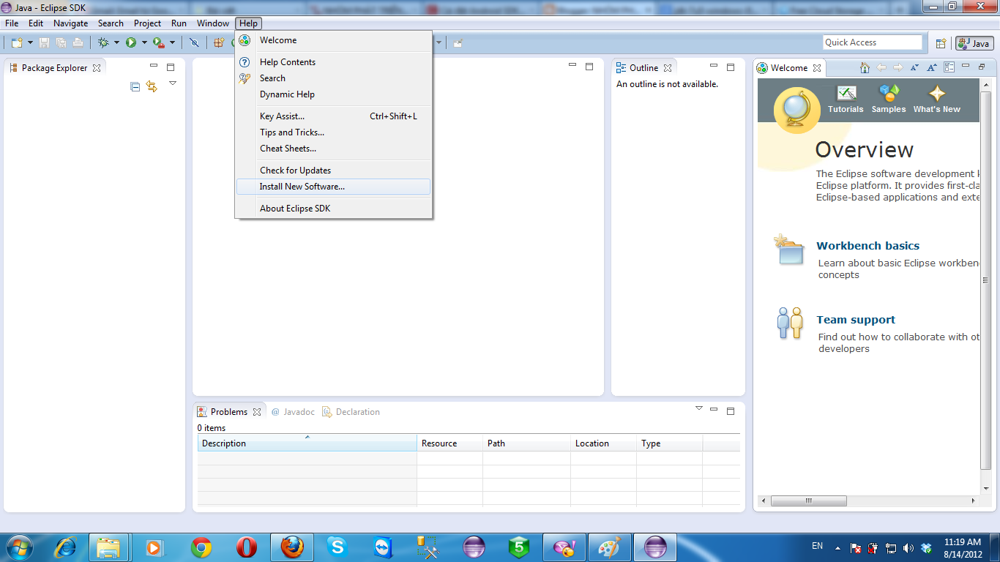 Java - Eclipse SDK
File Edit Navigate Search Project Run Window Help
Quick Access
Java
Welcome
Help Contents
Search
Dynamic Help
Key Assist... Ctrl+Shift+L
Tips and Tricks...
Cheat Sheets...
Check for Updates
Install New Software...
About Eclipse SDK
Package Explorer
Outline
An outline is not available.
Welcome
Tutorials Samples What's New
Overview
The Eclipse software development
Eclipse platform. It provides first-cla
Eclipse-based applications and exte
Workbench basics
Learn about basic Eclipse workben
concepts
Team support
Find out how to collaborate with ot
developers
Problems @ Javadoc Declaration
0 items
Description Resource Path Location Type
EN
11:19 AM
8/14/2012